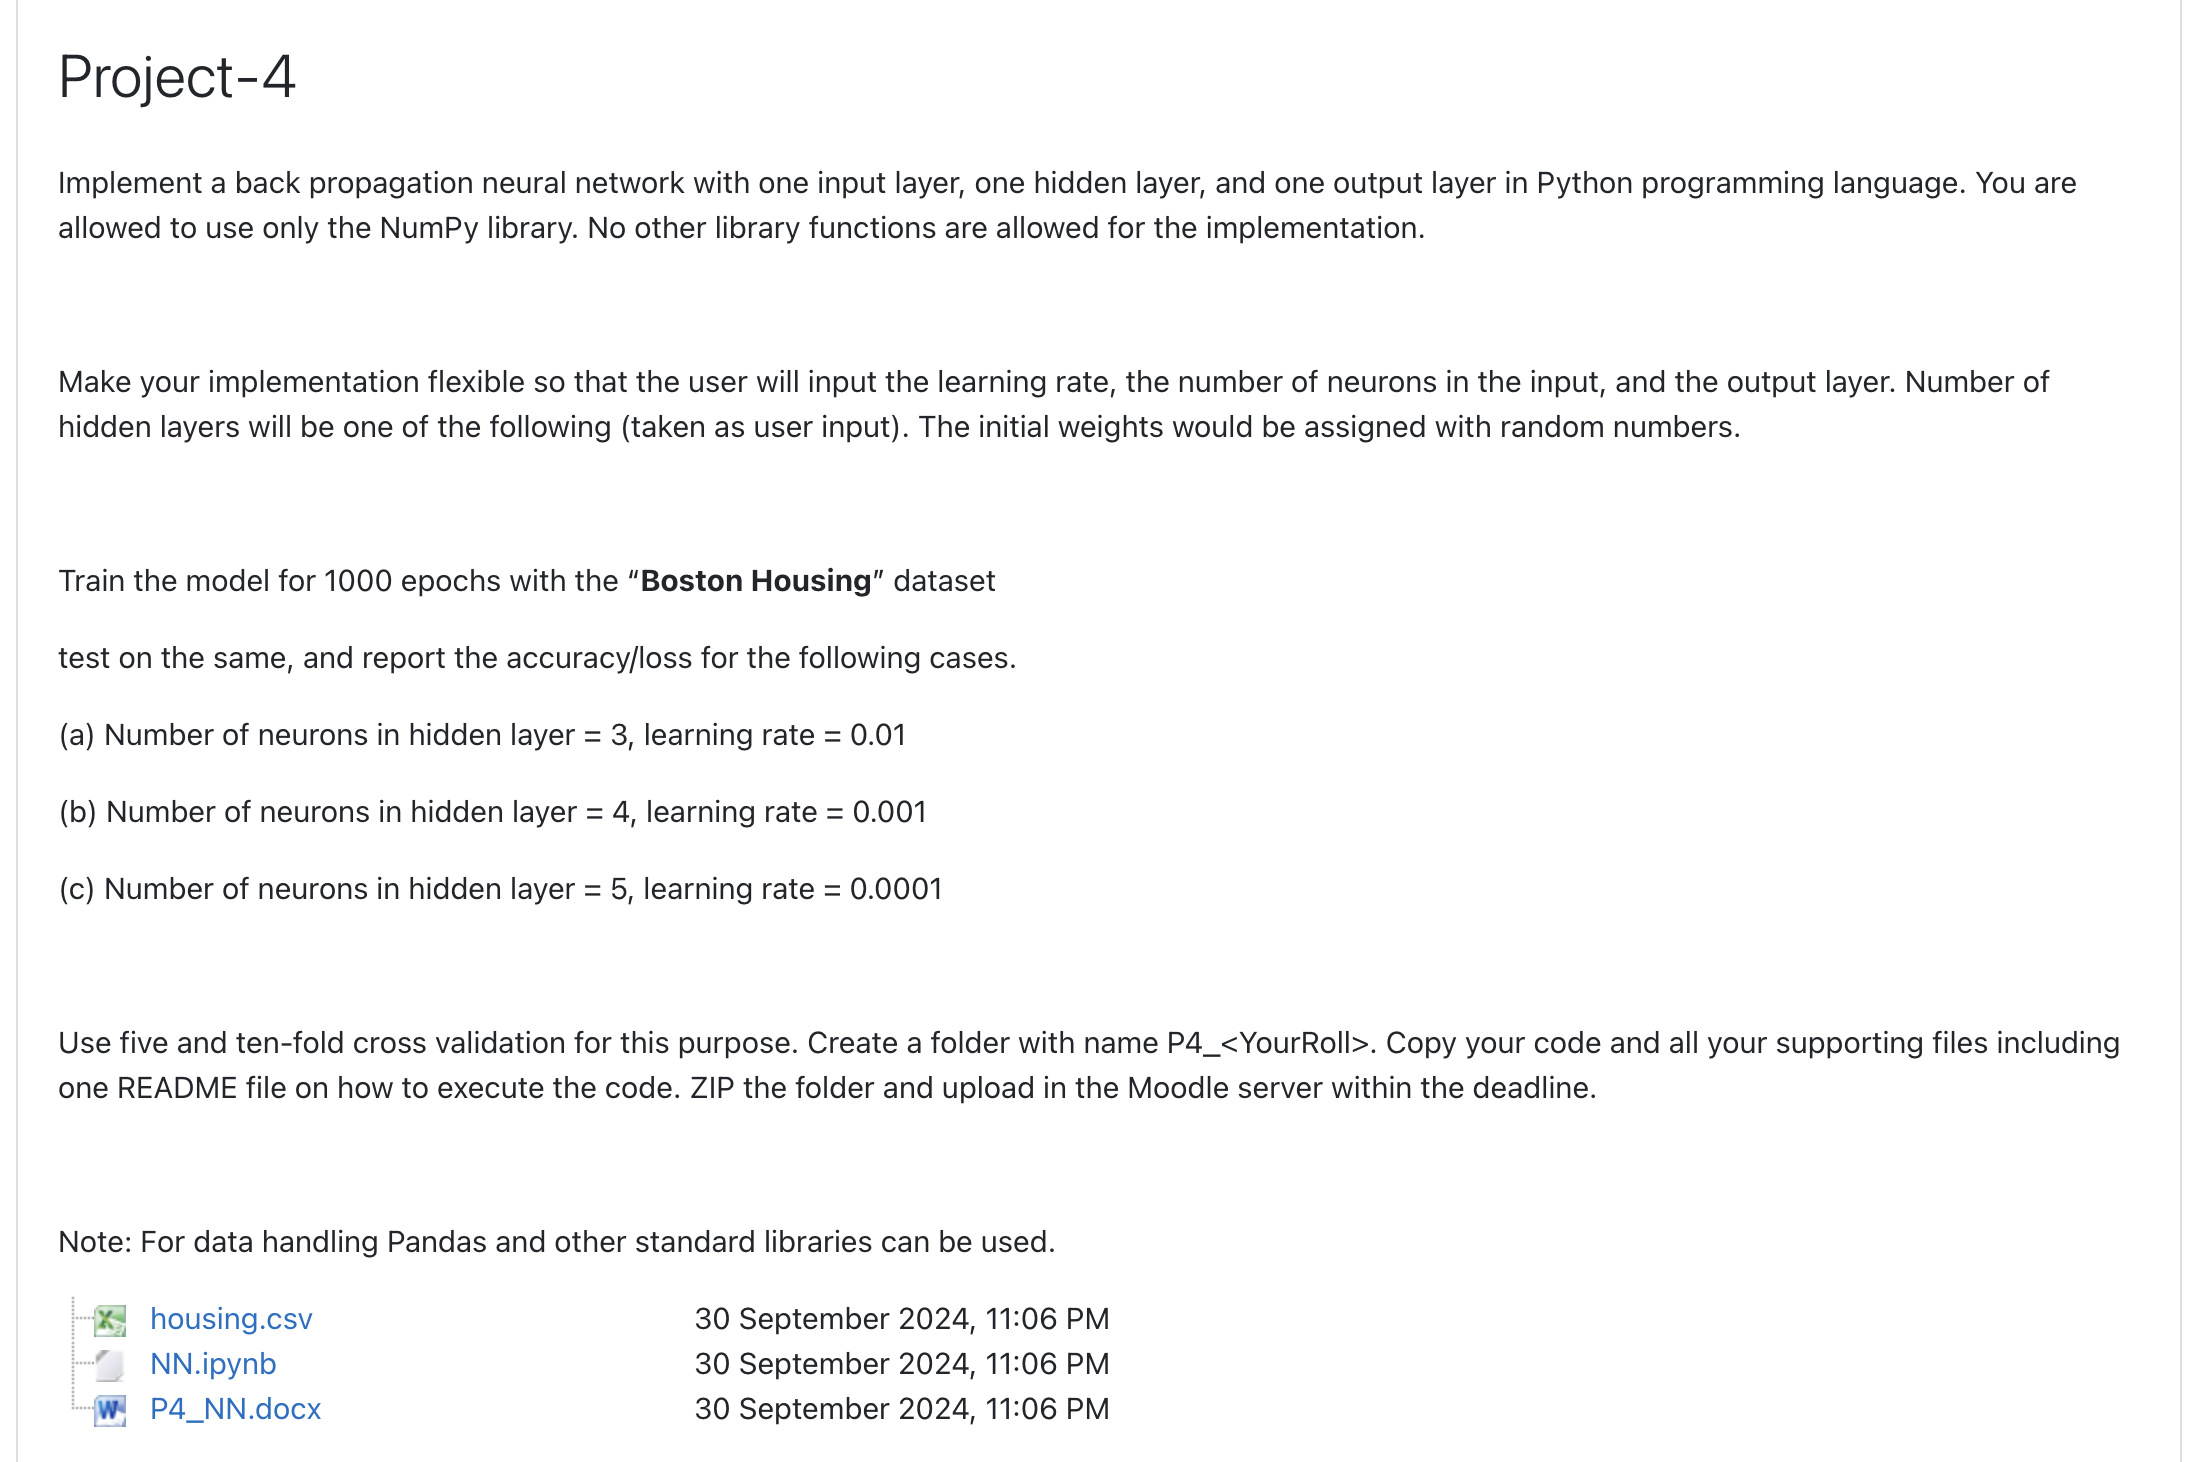 Project-4
Implement a back propagation neural network with one input layer, one hidden layer, and one output layer in Python programming language. You are
allowed to use only the NumPy library. No other library functions are allowed for the implementation.
Make your implementation flexible so that the user will input the learning rate, the number of neurons in the input, and the output layer. Number of
hidden layers will be one of the following (taken as user input). The initial weights would be assigned with random numbers.
Train the model for 1000 epochs with the “Boston Housing” dataset
test on the same, and report the accuracy/loss for the following cases.
(a) Number of neurons in hidden layer = 3, learning rate = 0.01
(b) Number of neurons in hidden layer = 4, learning rate = 0.001
(c) Number of neurons in hidden layer = 5, learning rate = 0.0001
Use five and ten-fold cross validation for this purpose. Create a folder with name P4_<YourRoll>. Copy your code and all your supporting files including
one README file on how to execute the code. ZIP the folder and upload in the Moodle server within the deadline.
Note: For data handling Pandas and other standard libraries can be used.
housing.csv 30 September 2024, 11:06 PM
NN.ipynb 30 September 2024, 11:06 PM
P4_NN.docx 30 September 2024, 11:06 PM